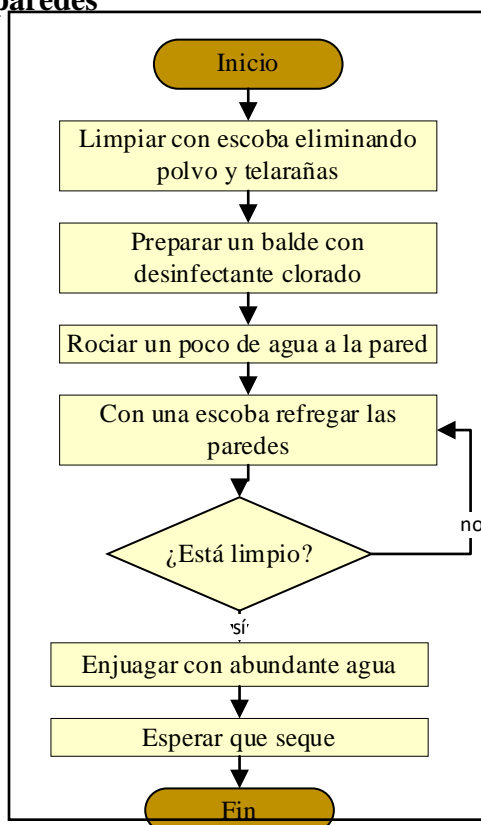 paredes
Inicio
Limpiar con escoba eliminando
polvo y telarañas
Preparar un balde con
desinfectante clorado
Rociar un poco de agua a la pared
Con una escoba refregar las
paredes
no
¿Está limpio?
sí
Enjuagar con abundante agua
Esperar que seque
Fin